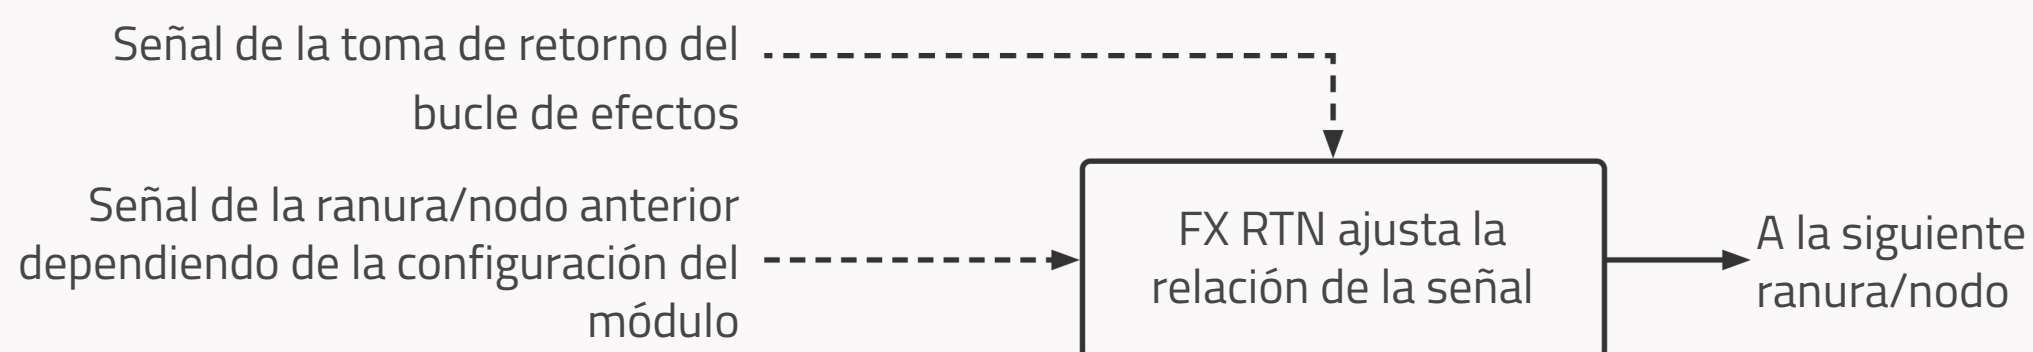 Señal de la toma de retorno del
bucle de efectos
Señal de la ranura/nodo anterior
dependiendo de la configuración del
módulo
FX RTN ajusta la
relación de la señal
A la siguiente
ranura/nodo